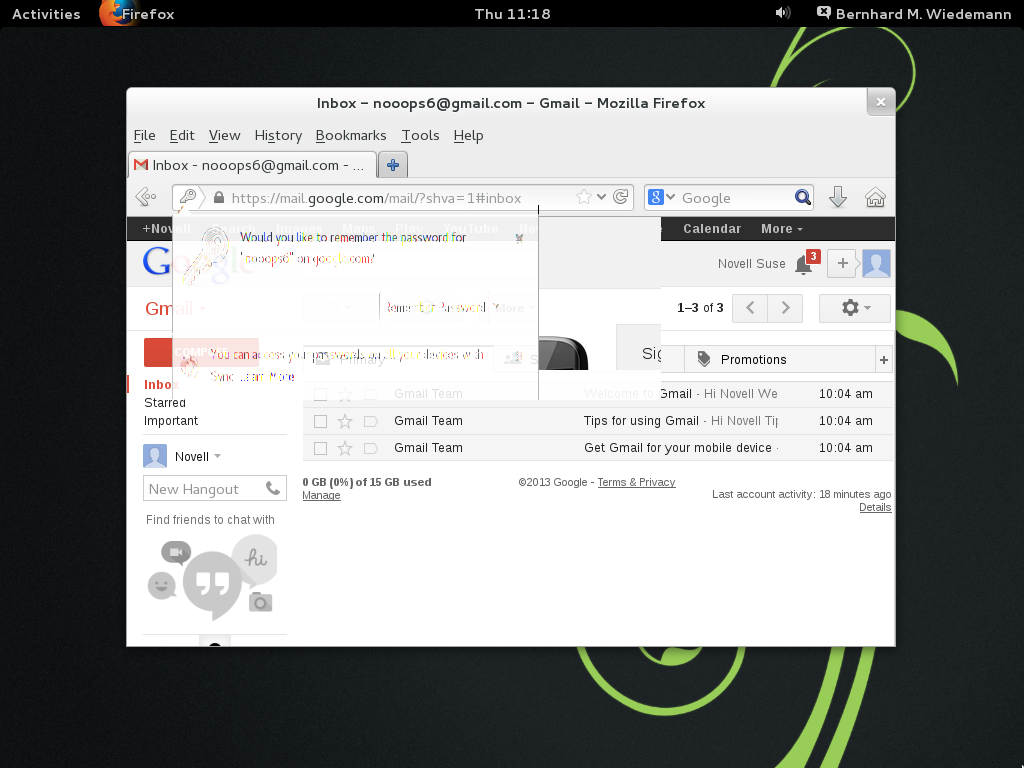 Activities Firefox Thu 11:18 Bernhard M. Wiedemann
Inbox - nooops6@gmail.com - Gmail - Mozilla Firefox
File Edit View History Bookmarks Tools Help
Inbox - nooops6@gmail.com - ...
https://mail.google.com/mail/?shva=1#inbox Google
Calendar More
Would you like to remember the password for
"nooops6" on google.com?
Novell Suse 3
Gmail
Remember Password More 1–3 of 3
COMPOSE
You can access your passwords on all your devices with
Sync. Learn More
Primary Promotions
Inbox
Gmail Team Welcome to Gmail - Hi Novell We 10:04 am
Starred
Important
Gmail Team Tips for using Gmail - Hi Novell Tip 10:04 am
Gmail Team Get Gmail for your mobile device - 10:04 am
Novell
New Hangout
Find friends to chat with
hi
0 GB (0%) of 15 GB used
Manage
©2013 Google - Terms & Privacy
Last account activity: 18 minutes ago
Details